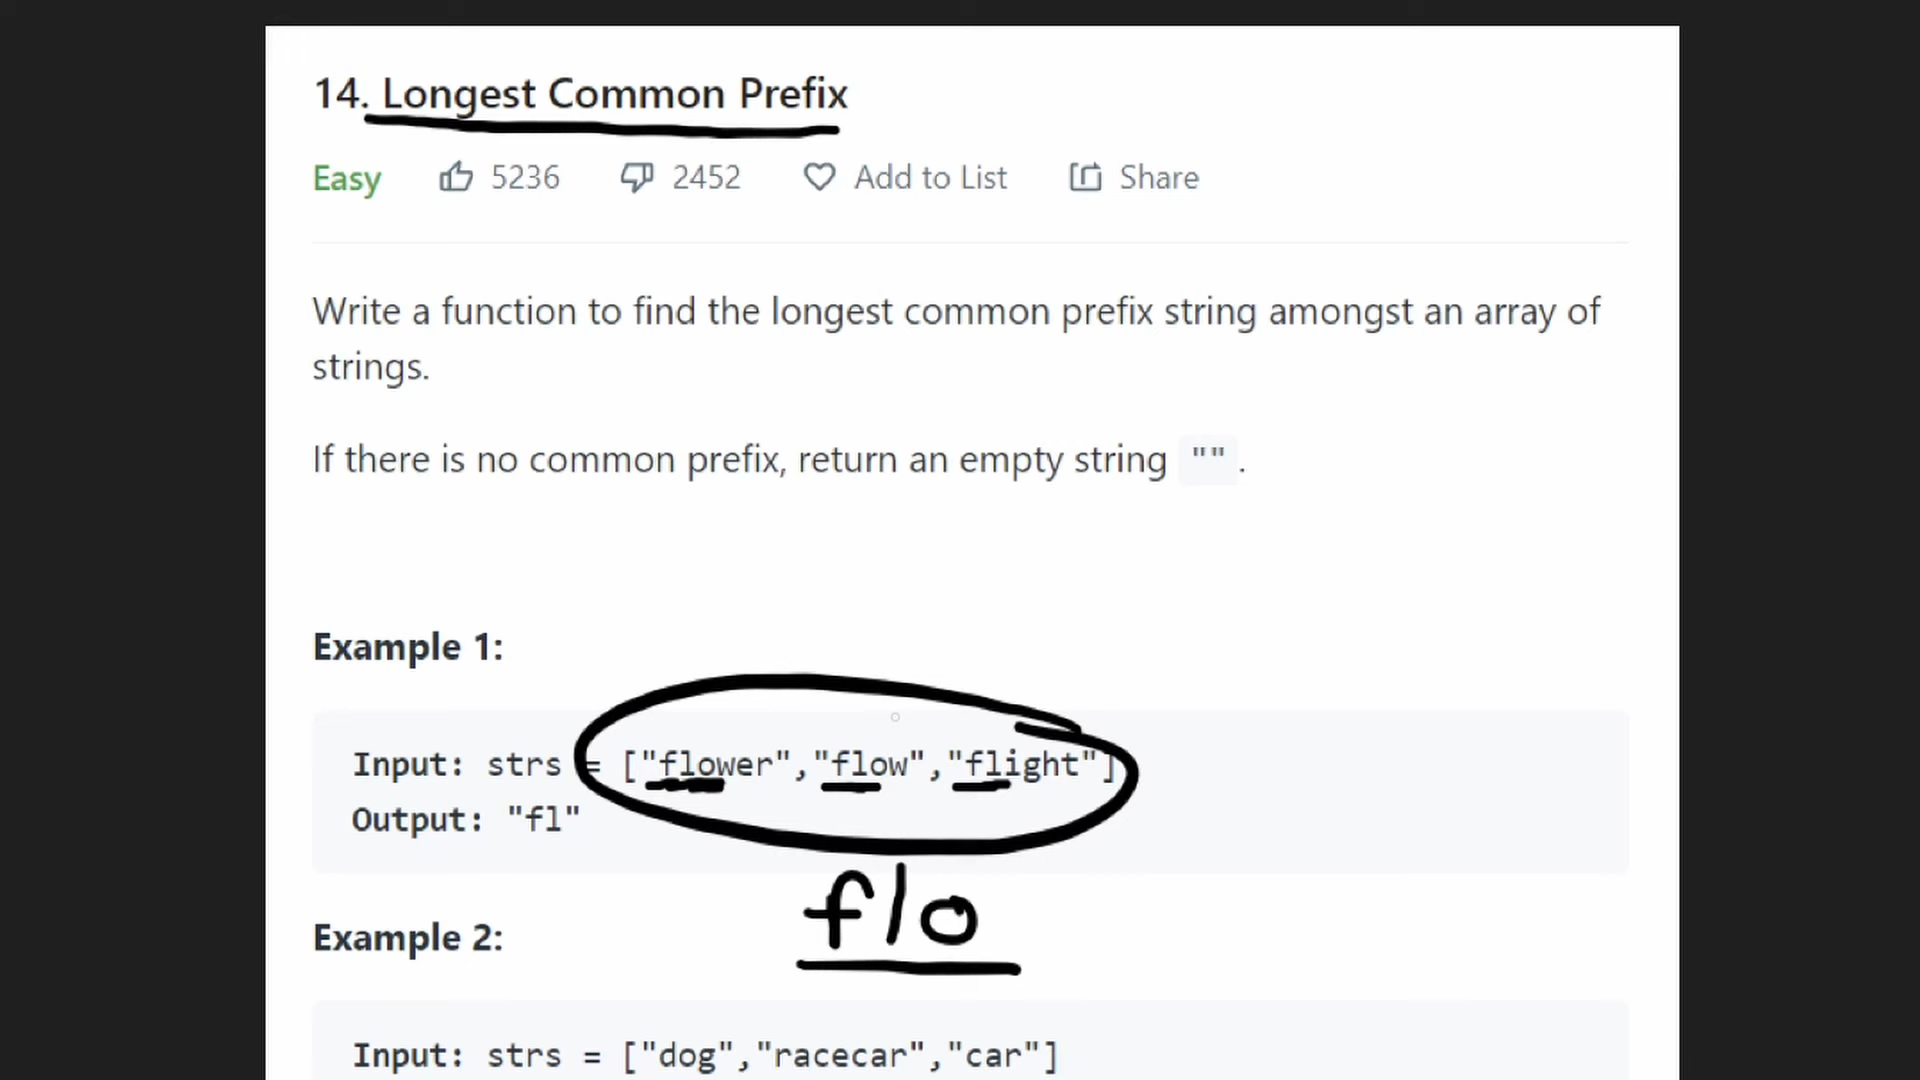 14. Longest Common Prefix
Easy 5236 2452 Add to List Share
Write a function to find the longest common prefix string amongst an array of
strings.
If there is no common prefix, return an empty string "" .
Example 1:
Input: strs = ["flower","flow","flight"]
Output: "fl"
flo
Example 2:
Input: strs = ["dog","racecar","car"]